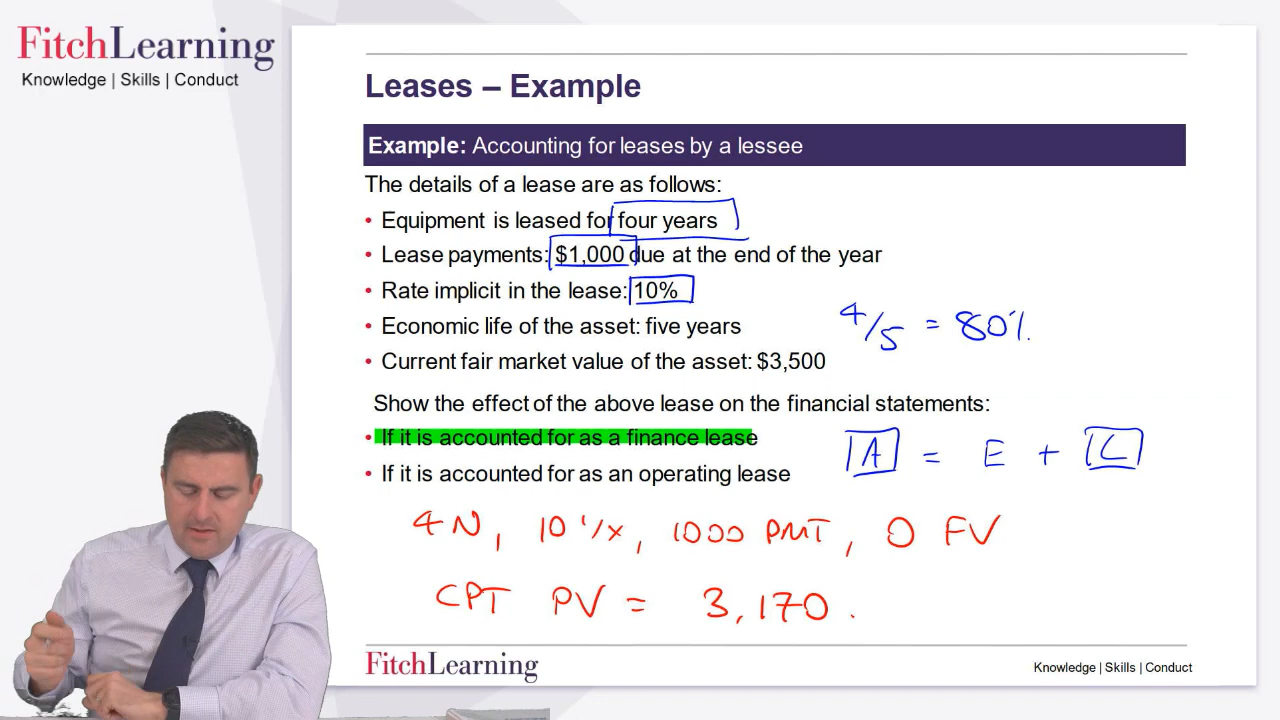 FitchLearning
Knowledge | Skills | Conduct
Leases – Example
Example: Accounting for leases by a lessee
The details of a lease are as follows:
• Equipment is leased for four years
• Lease payments: $1,000 due at the end of the year
• Rate implicit in the lease: 10%
• Economic life of the asset: five years
4/5 = 80%
• Current fair market value of the asset: $3,500
Show the effect of the above lease on the financial statements:
• If it is accounted for as a finance lease
A = E + L
• If it is accounted for as an operating lease
4 N, 10 I/Y, 1000 PMT, 0 FV
CPT PV = 3,170.
FitchLearning
Knowledge | Skills | Conduct